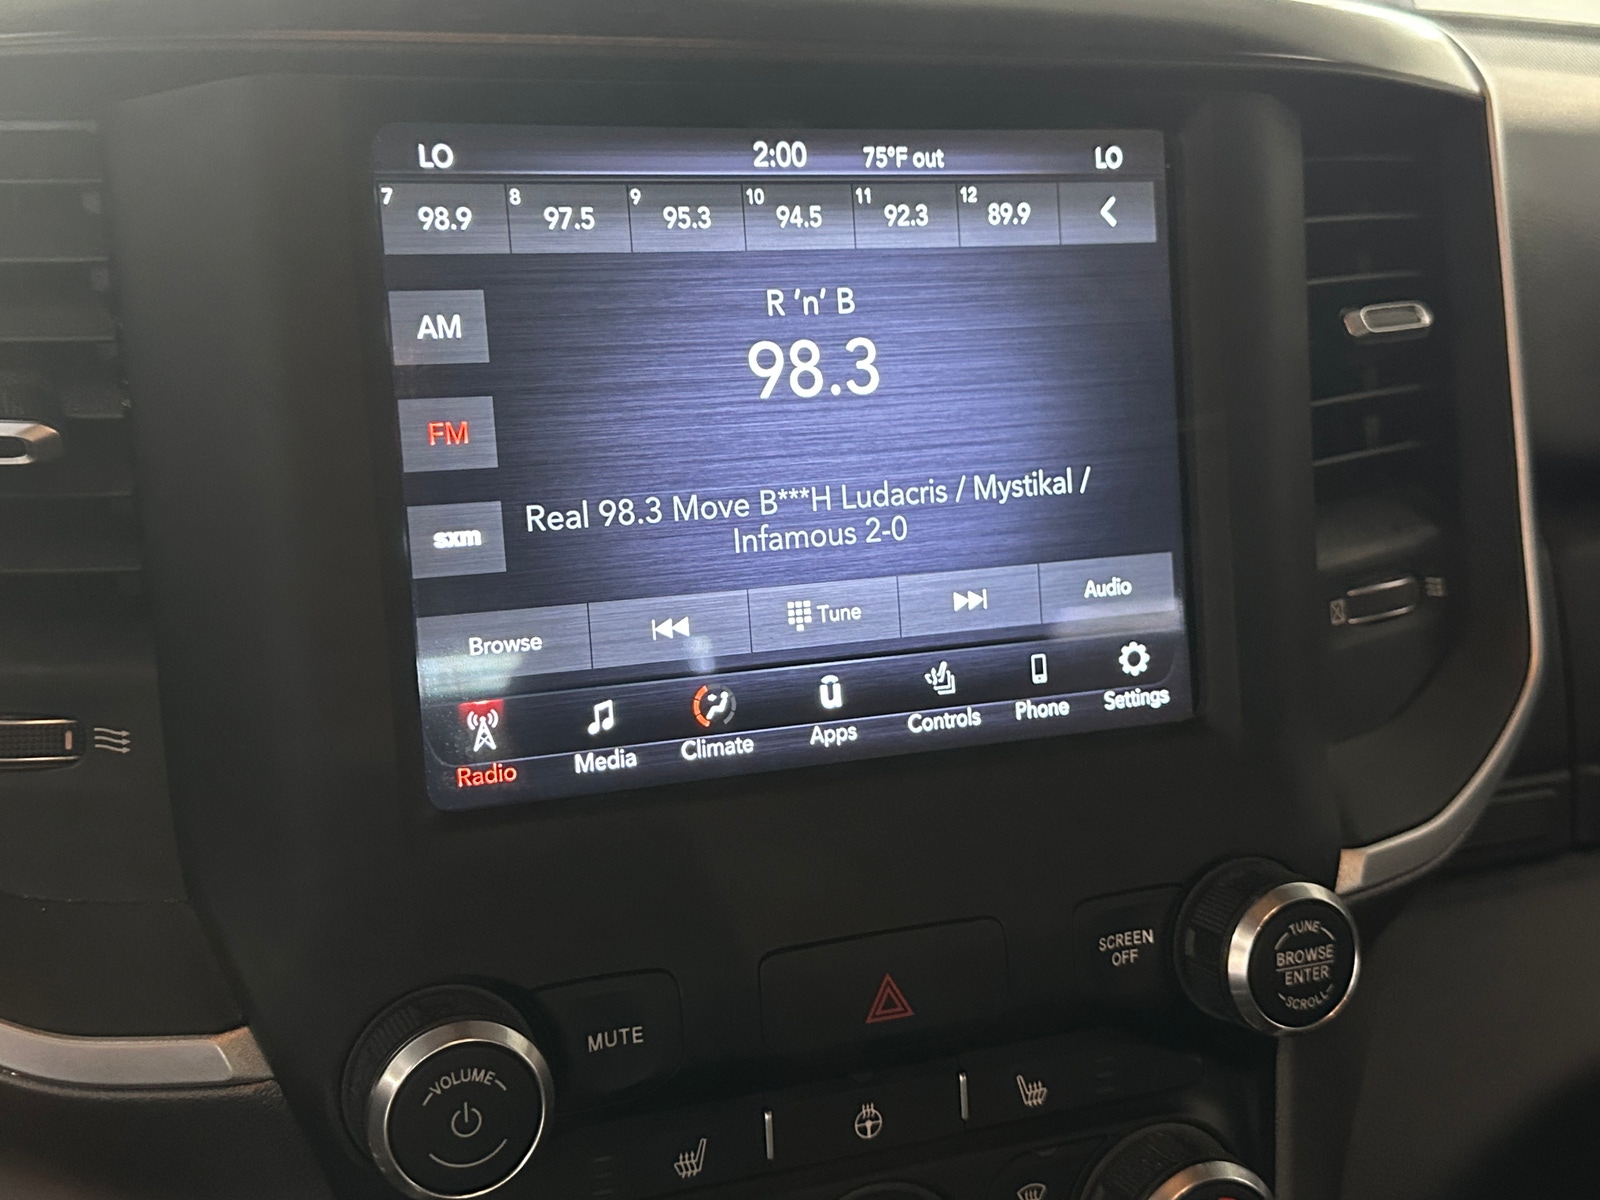 LO 2:00 75°F out LO
7 98.9 8 97.5 9 95.3 10 94.5 11 92.3 12 89.9
R 'n' B
AM
98.3
FM
Real 98.3 Move B***H Ludacris / Mystikal /
sxm
Infamous 2-0
Browse Tune Audio
Radio Media Climate Apps Controls Phone Settings
SCREEN
OFF
TUNE
BROWSE
ENTER
SCROLL
MUTE
VOLUME